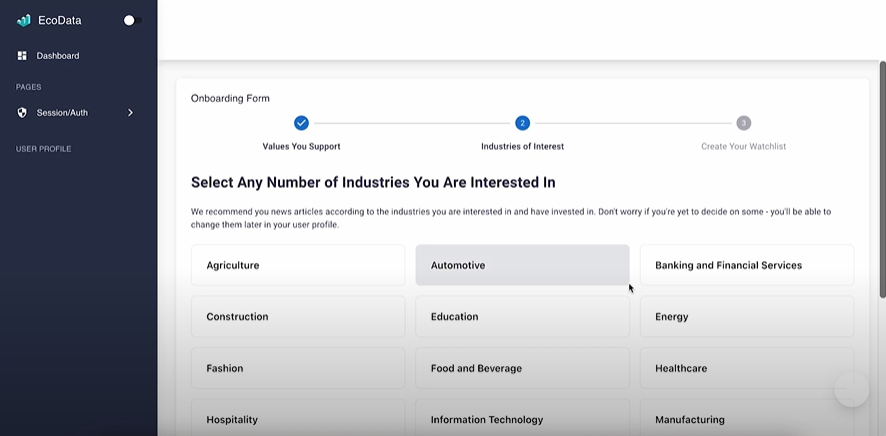 EcoData
Dashboard
PAGES
Session/Auth
USER PROFILE
Onboarding Form
2
3
Values You Support
Industries of Interest
Create Your Watchlist
Select Any Number of Industries You Are Interested In
We recommend you news articles according to the industries you are interested in and have invested in. Don't worry if you're yet to decide on some - you'll be able to
change them later in your user profile.
Agriculture
Automotive
Banking and Financial Services
Construction
Education
Energy
Fashion
Food and Beverage
Healthcare
Hospitality
Information Technology
Manufacturing